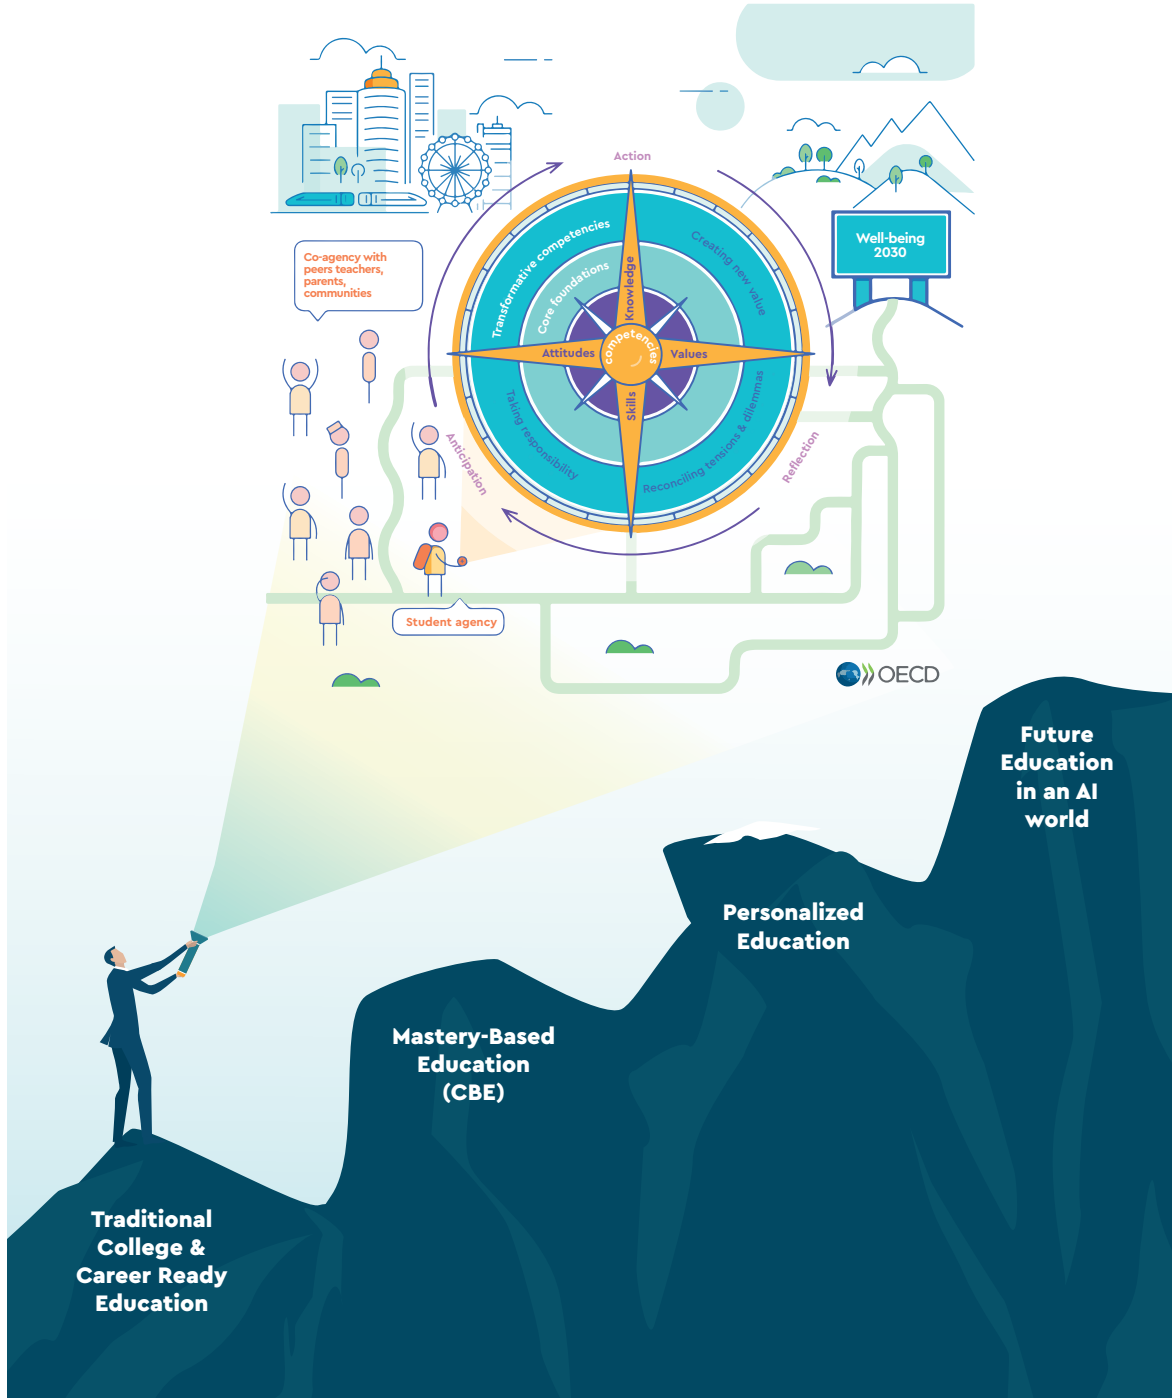 Action
Co-agency with
peers teachers,
parents,
communities
Well-being
2030
Transformative competencies
Creating new value
Core foundations
Knowledge
Attitudes
competencies
Values
Skills
Taking responsibility
Reconciling tensions & dilemmas
Anticipation
Reflection
Student agency
OECD
Future
Education
in an AI
world
Personalized
Education
Mastery-Based
Education
(CBE)
Traditional
College &
Career Ready
Education